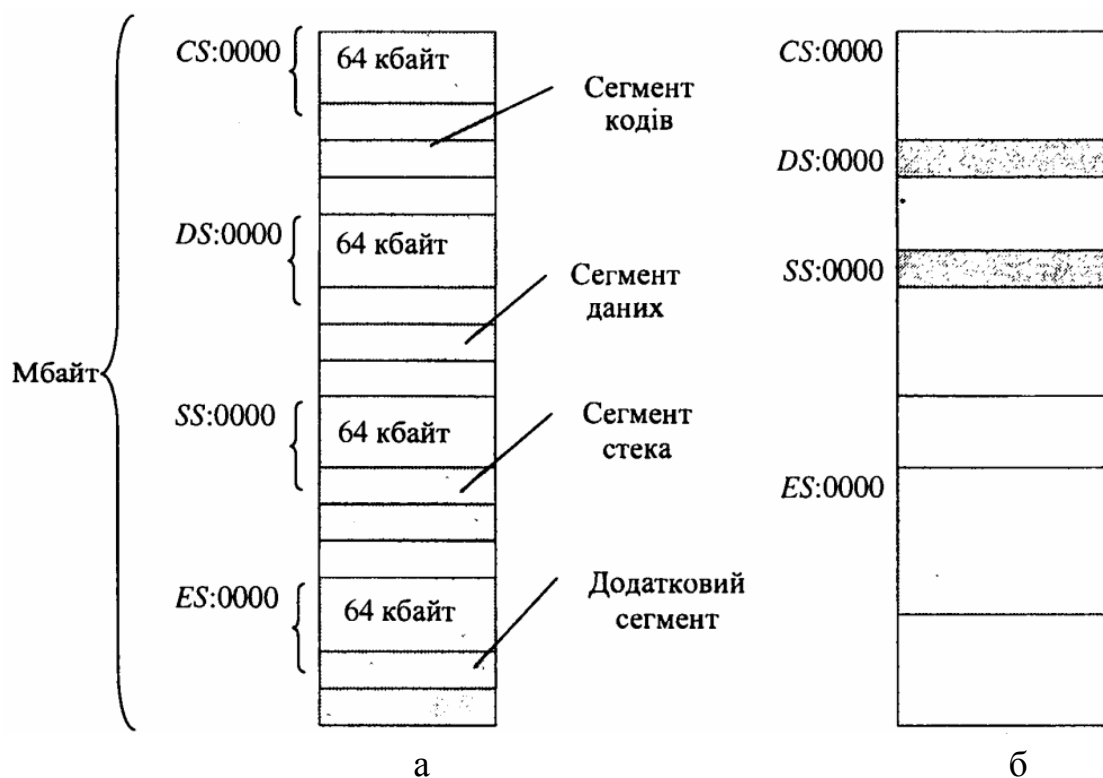 CS:0000
64 кбайт
Сегмент
кодів
DS:0000
64 кбайт
Сегмент
даних
Мбайт
SS:0000
64 кбайт
Сегмент
стека
ES:0000
64 кбайт
Додатковий
сегмент
а
CS:0000
DS:0000
SS:0000
ES:0000
б